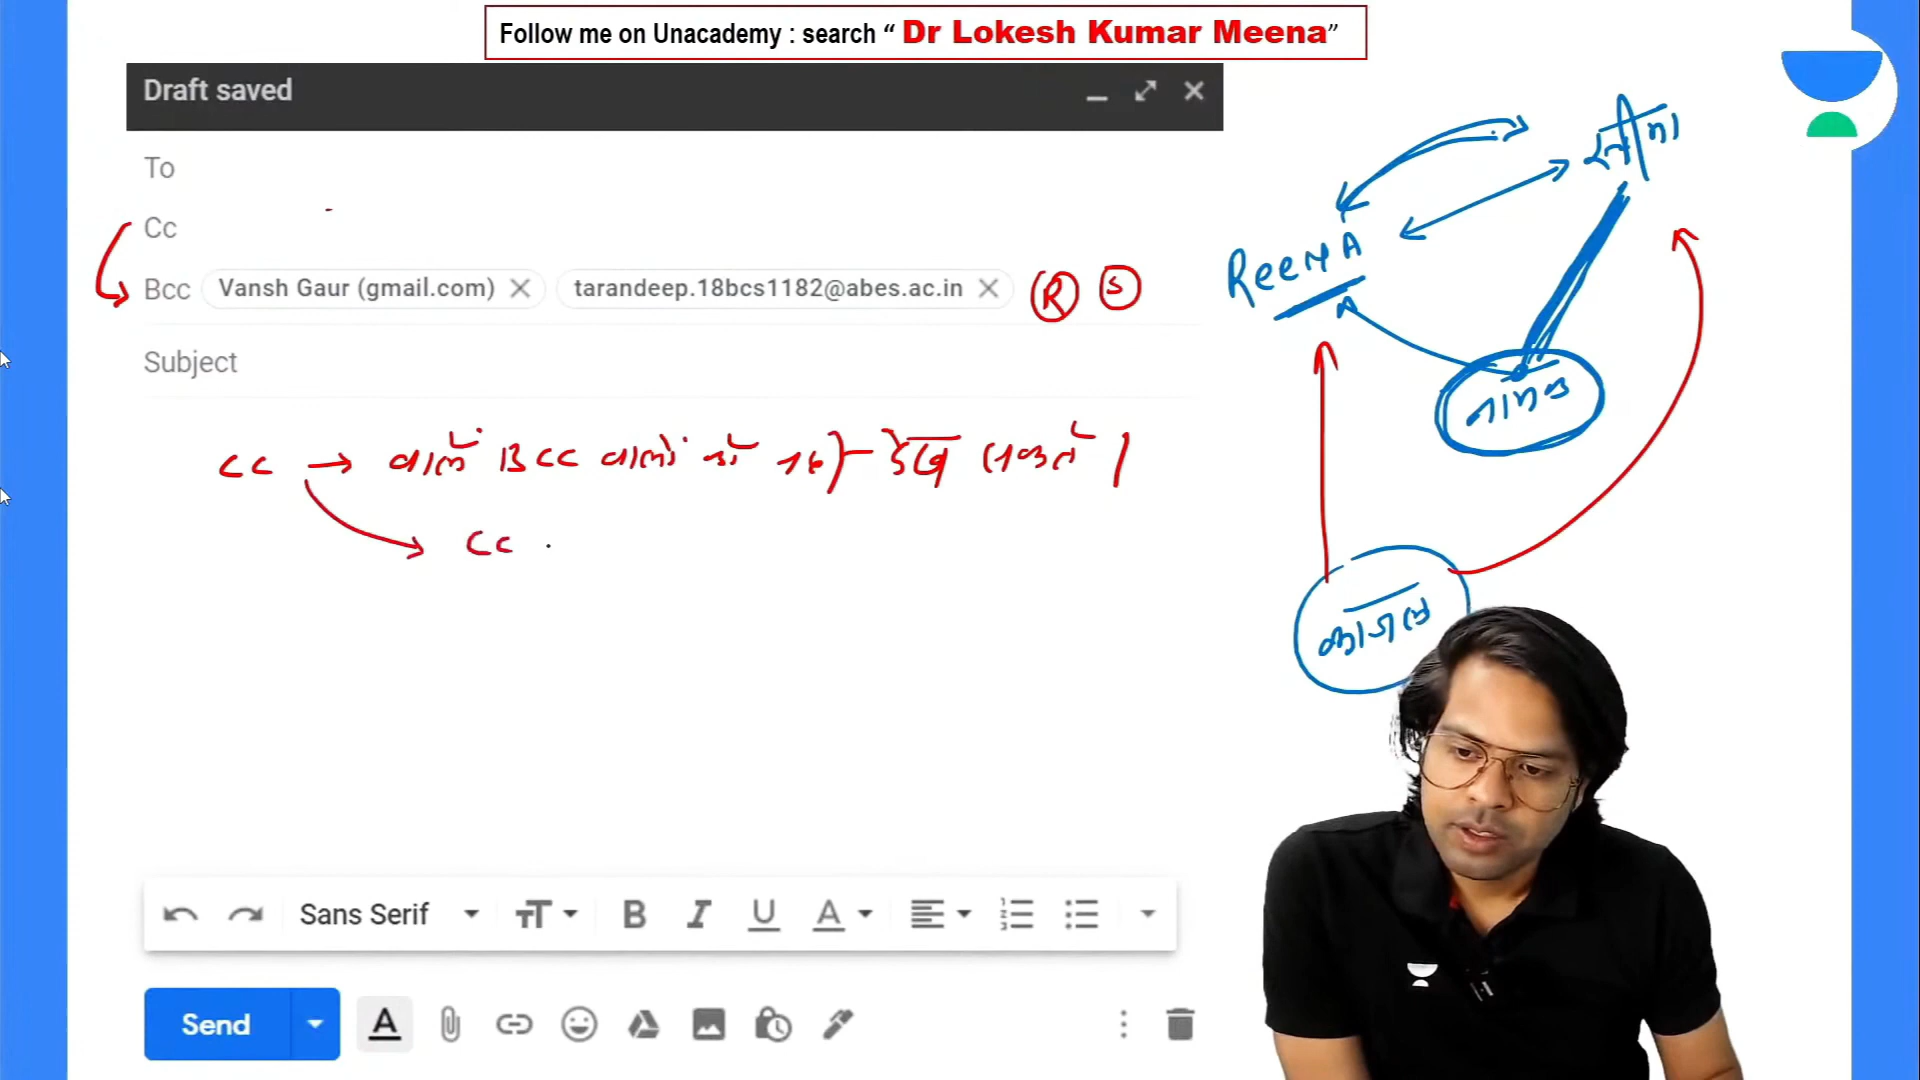 Follow me on Unacademy : search “ Dr Lokesh Kumar Meena”
Draft saved
To
Cc
Bcc Vansh Gaur (gmail.com) tarandeep.18bcs1182@abes.ac.in R S
Subject
CC → वाले BCC वालों को नहीं देख सकते।
CC
ReenA
Sans Serif
Send